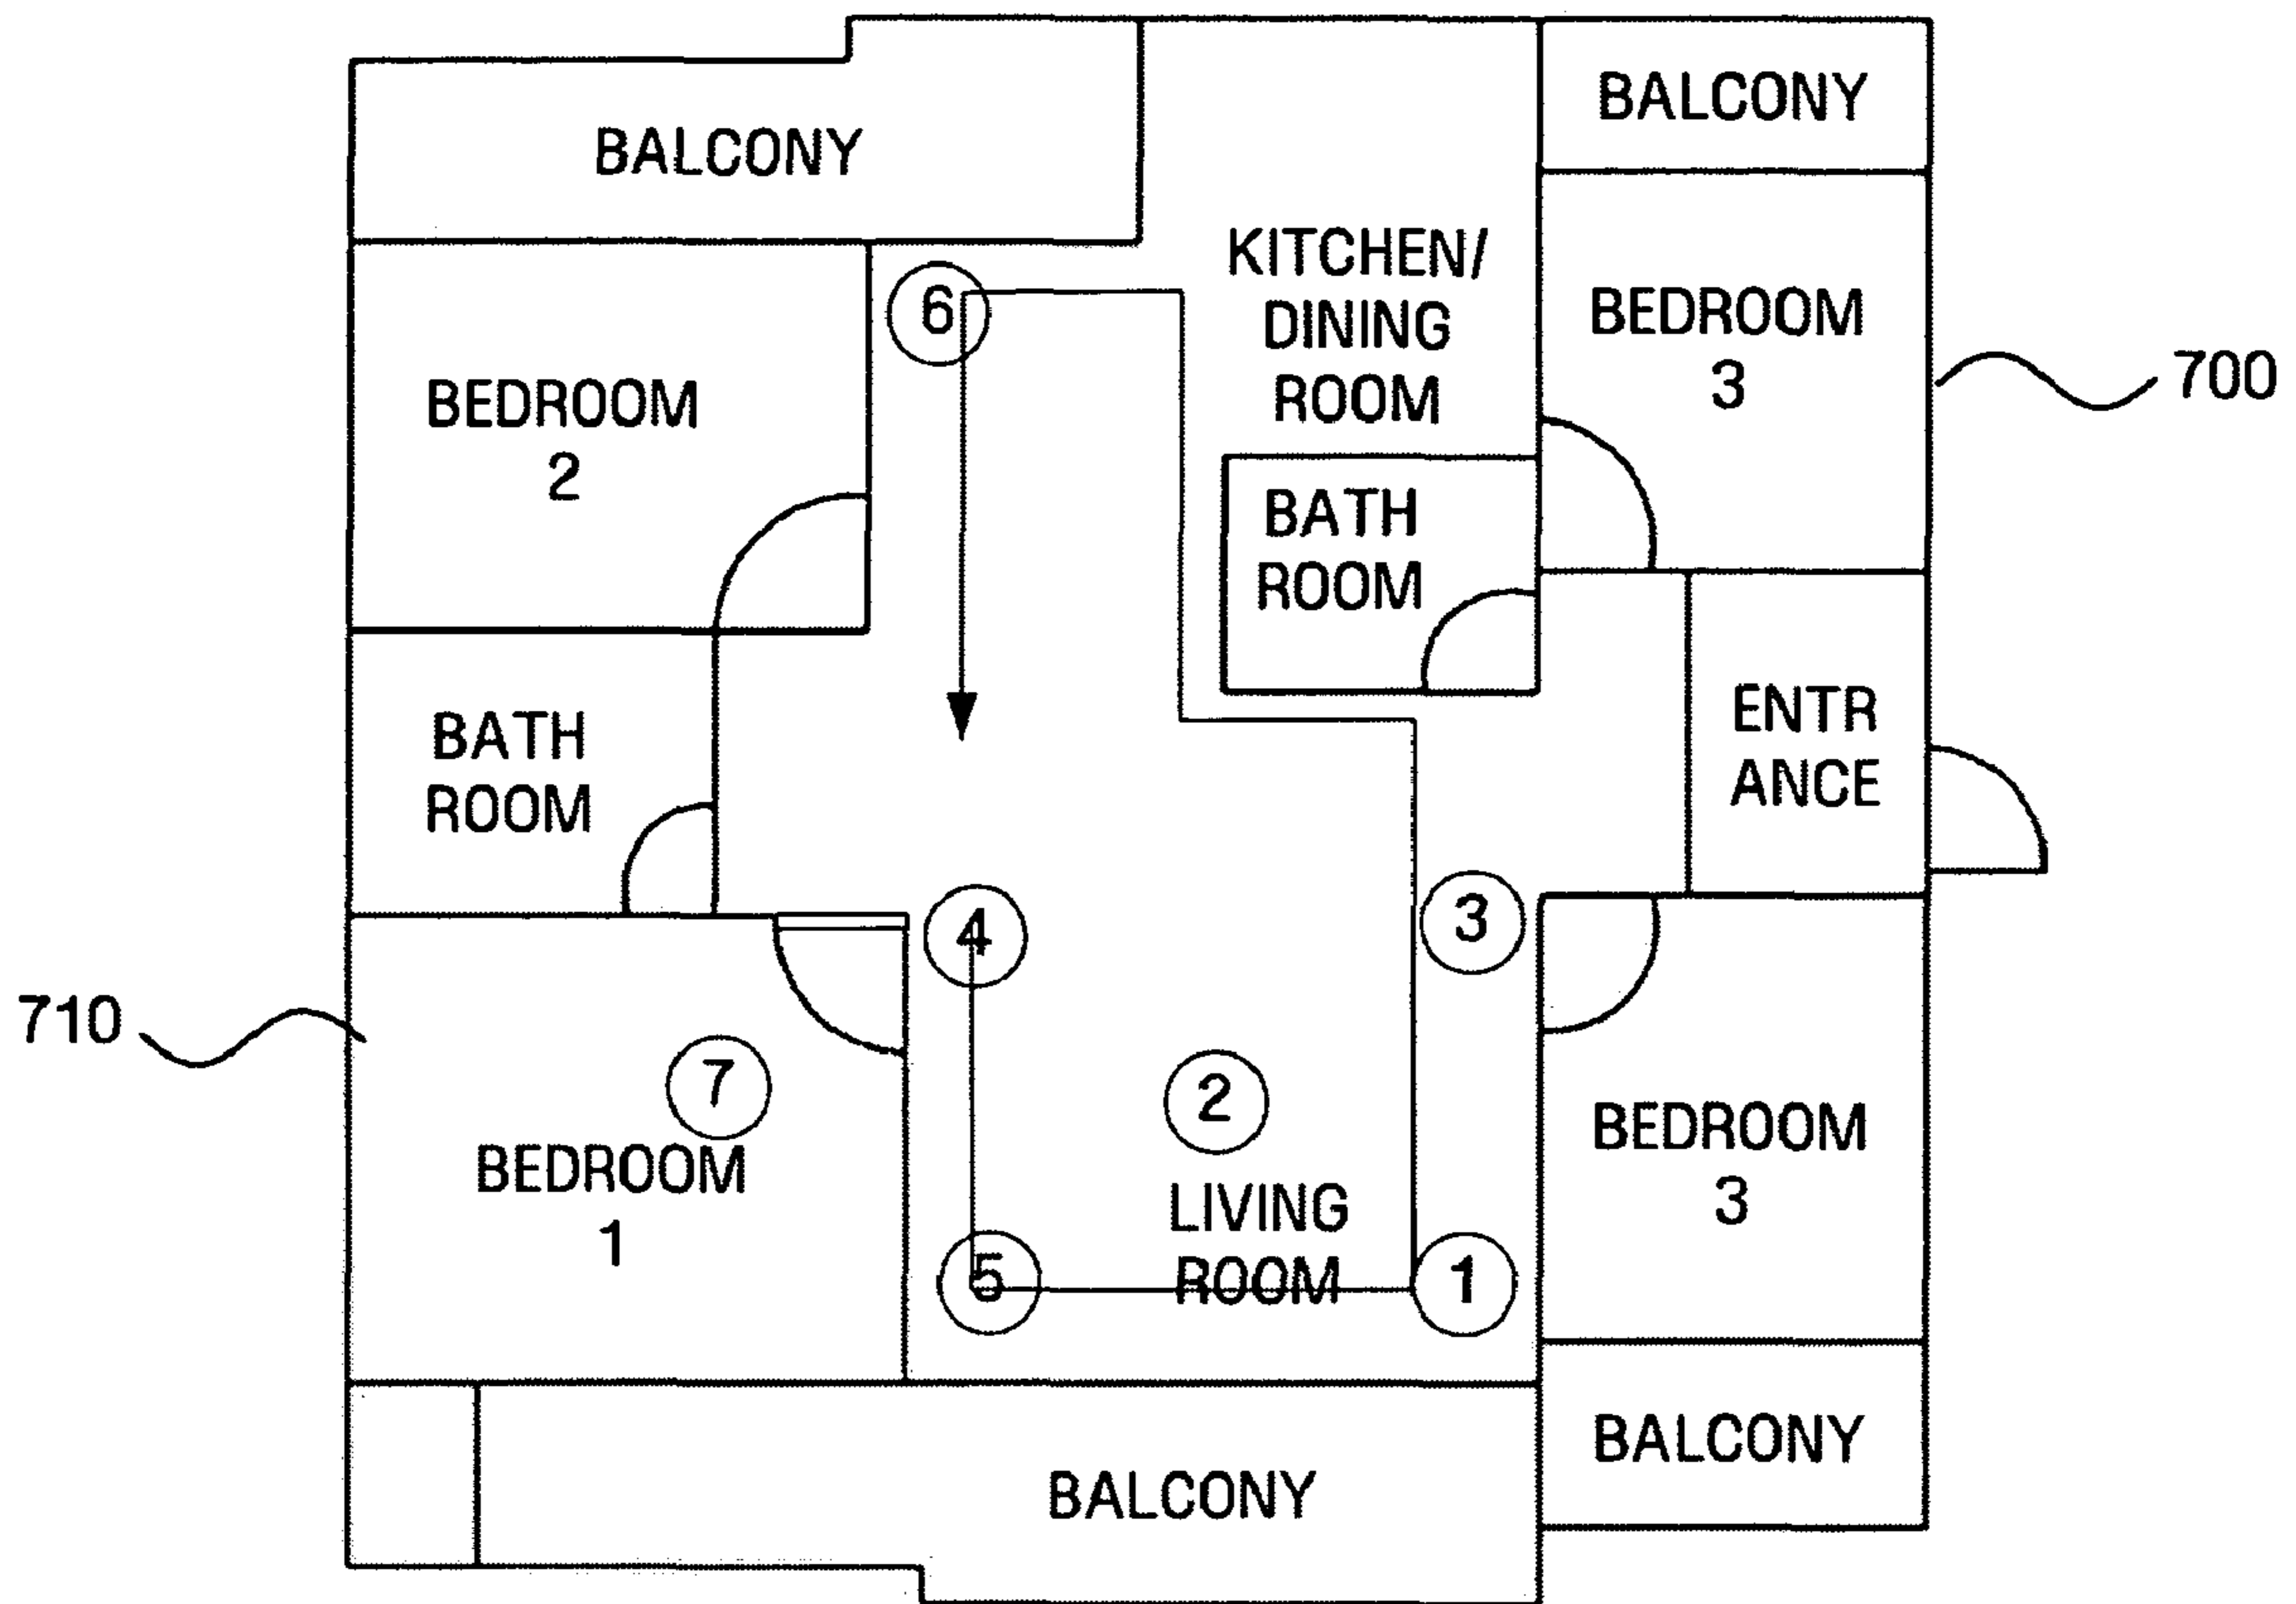 BALCONY
BALCONY
KITCHEN/
DINING
ROOM
BEDROOM
3
700
6
BEDROOM
2
BATH
ROOM
ENTR
ANCE
BATH
ROOM
4
3
710
7
2
BEDROOM
1
LIVING
ROOM
BEDROOM
3
5
1
BALCONY
BALCONY